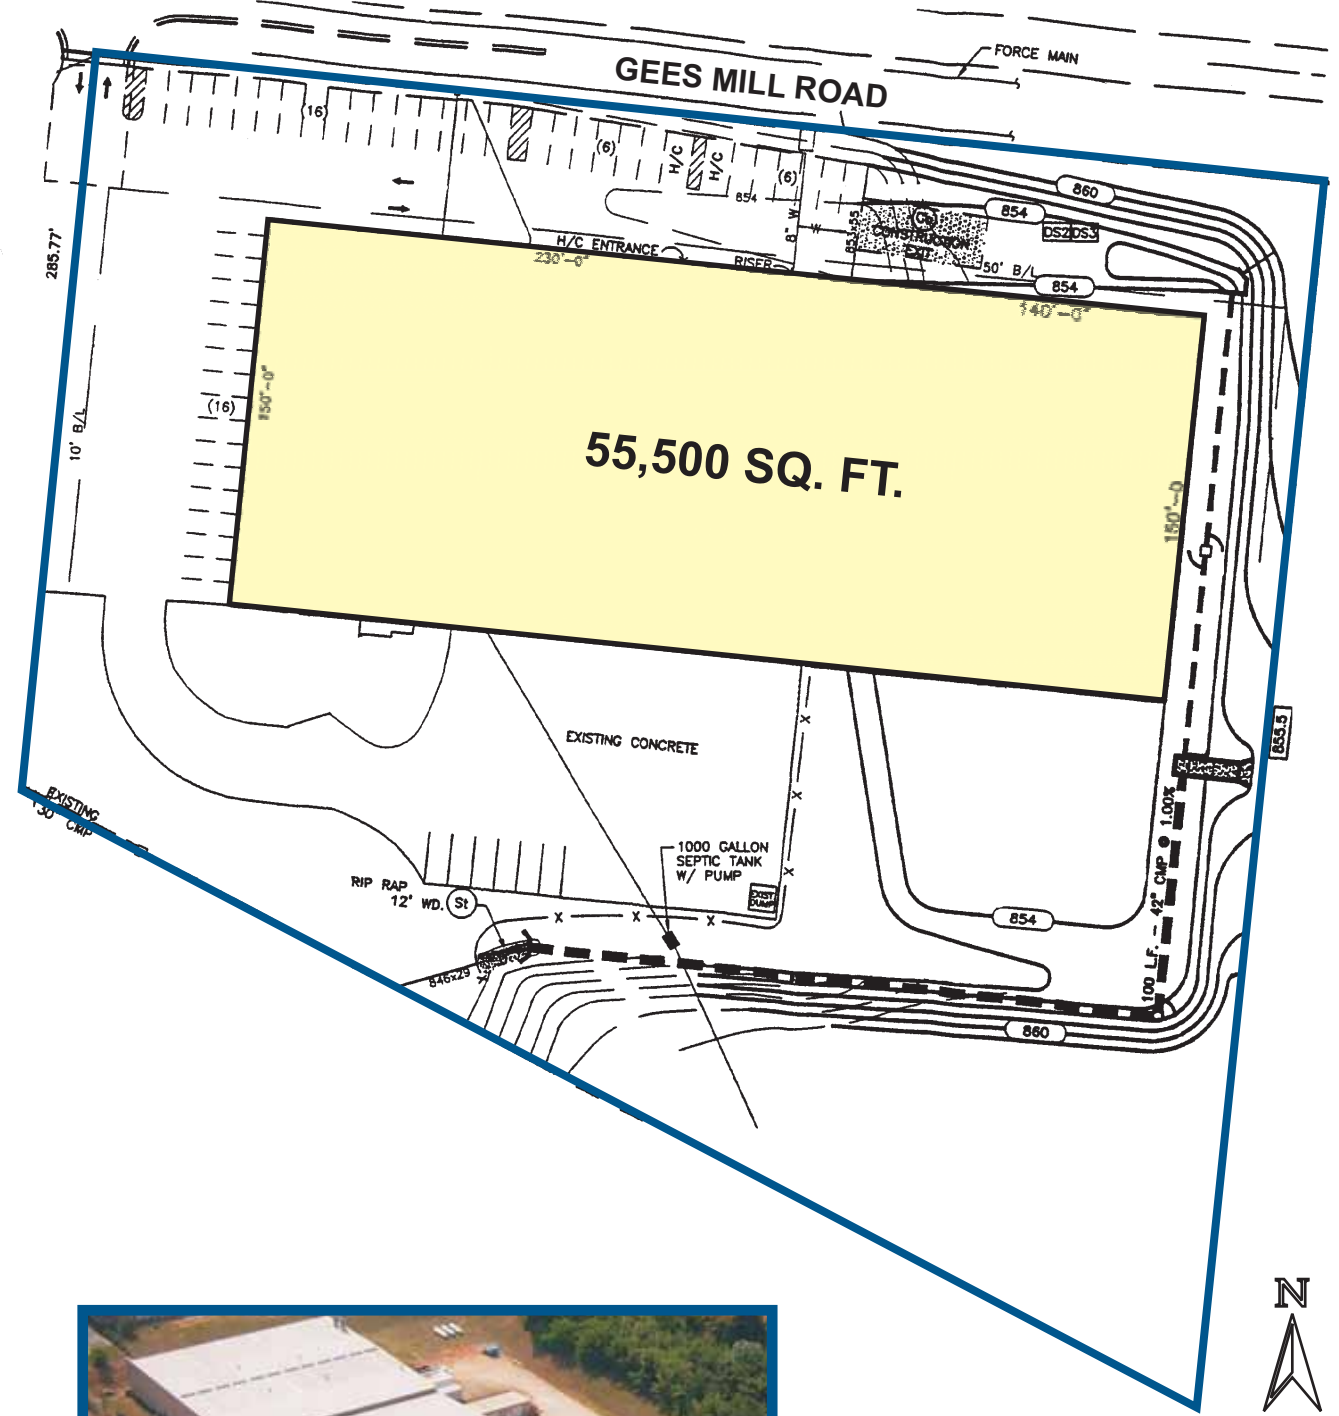 FORCE MAIN
GEES MILL ROAD
(16)
(6)
H/C
H/C
(6)
860
854
854
DS2
DS3
285.77'
8" W
W
Co
CONSTRUCTION
EXIT
H/C ENTRANCE
230'-0"
RISER
50' B/L
854
140'-0"
150'-0"
(16)
10' B/L
55,500 SQ. FT.
150'-0
855.5
EXISTING CONCRETE
EXISTING
30" CMP
1000 GALLON
SEPTIC TANK
W/ PUMP
EXIST
DUMP
RIP RAP
12' WD.
St
X
X
X
X
X
X
846x29
854
860
100 L.F. - 42" CMP @ 1.00%
N